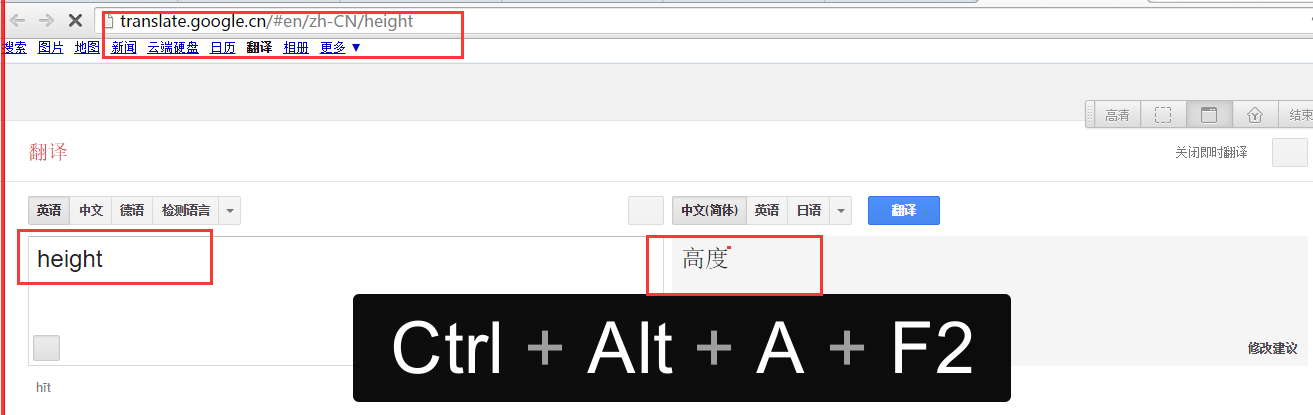 translate.google.cn/#en/zh-CN/height
搜索 图片 地图 新闻 云端硬盘 日历 翻译 相册 更多 ▼
高清 结束
翻译 关闭即时翻译
英语 中文 德语 检测语言 中文(简体) 英语 日语 翻译
height 高度
Ctrl + Alt + A + F2
修改建议
hīt